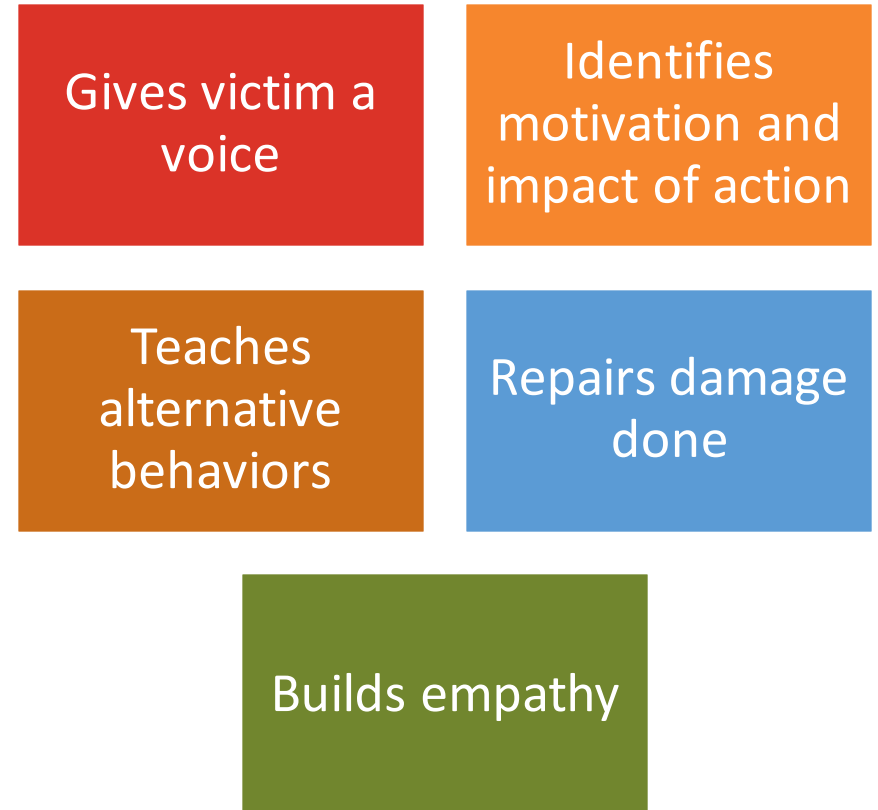 Gives victim a
voice
Identifies
motivation and
impact of action
Teaches
alternative
behaviors
Repairs damage
done
Builds empathy